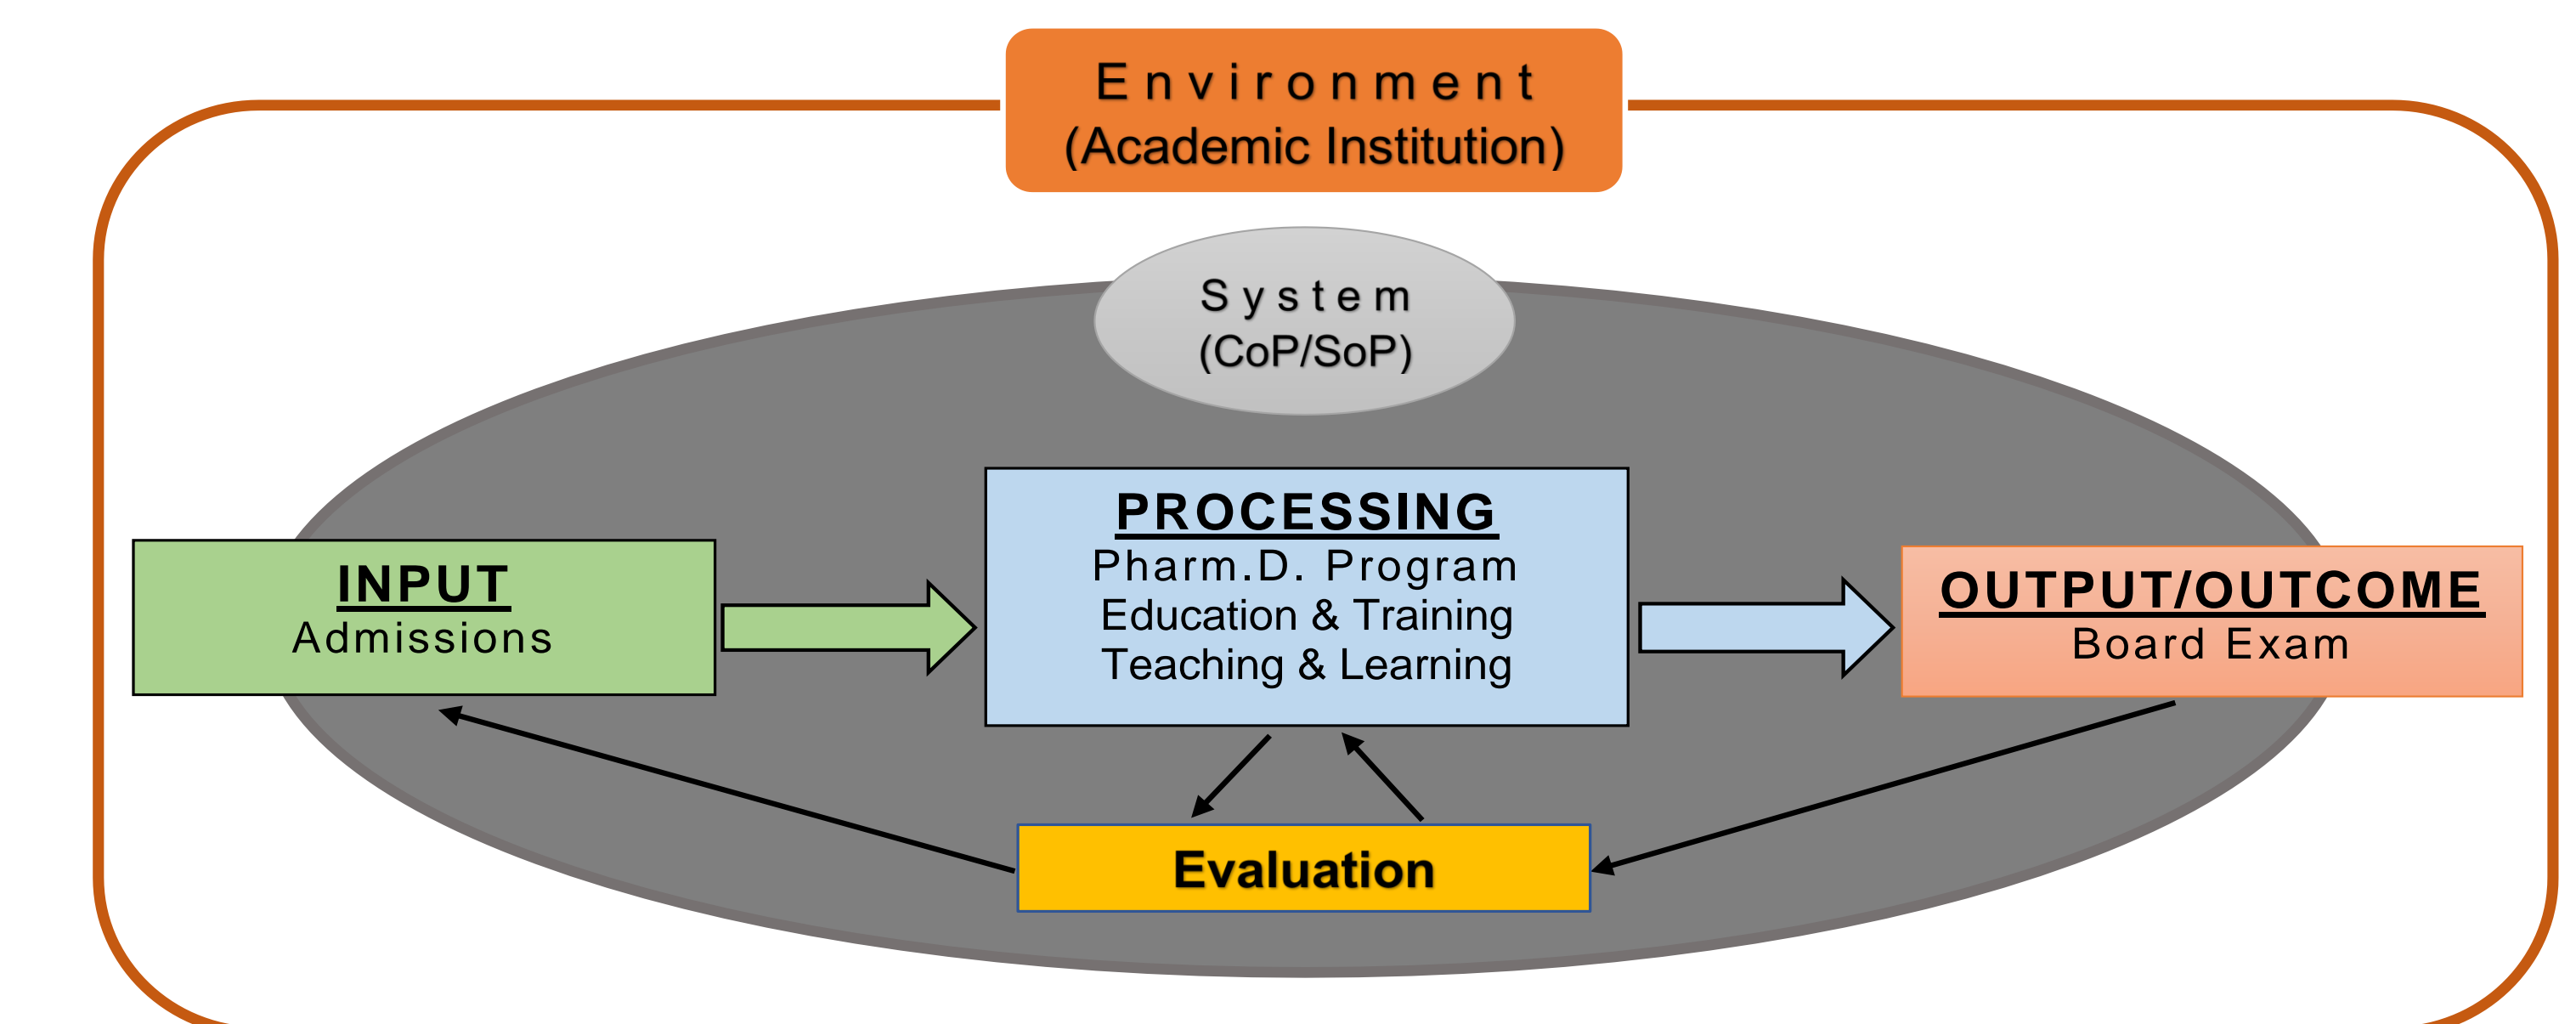 Environment
(Academic Institution)
System
(CoP/SoP)
PROCESSING
Pharm.D. Program
Education & Training
Teaching & Learning
INPUT
Admissions
OUTPUT/OUTCOME
Board Exam
Evaluation